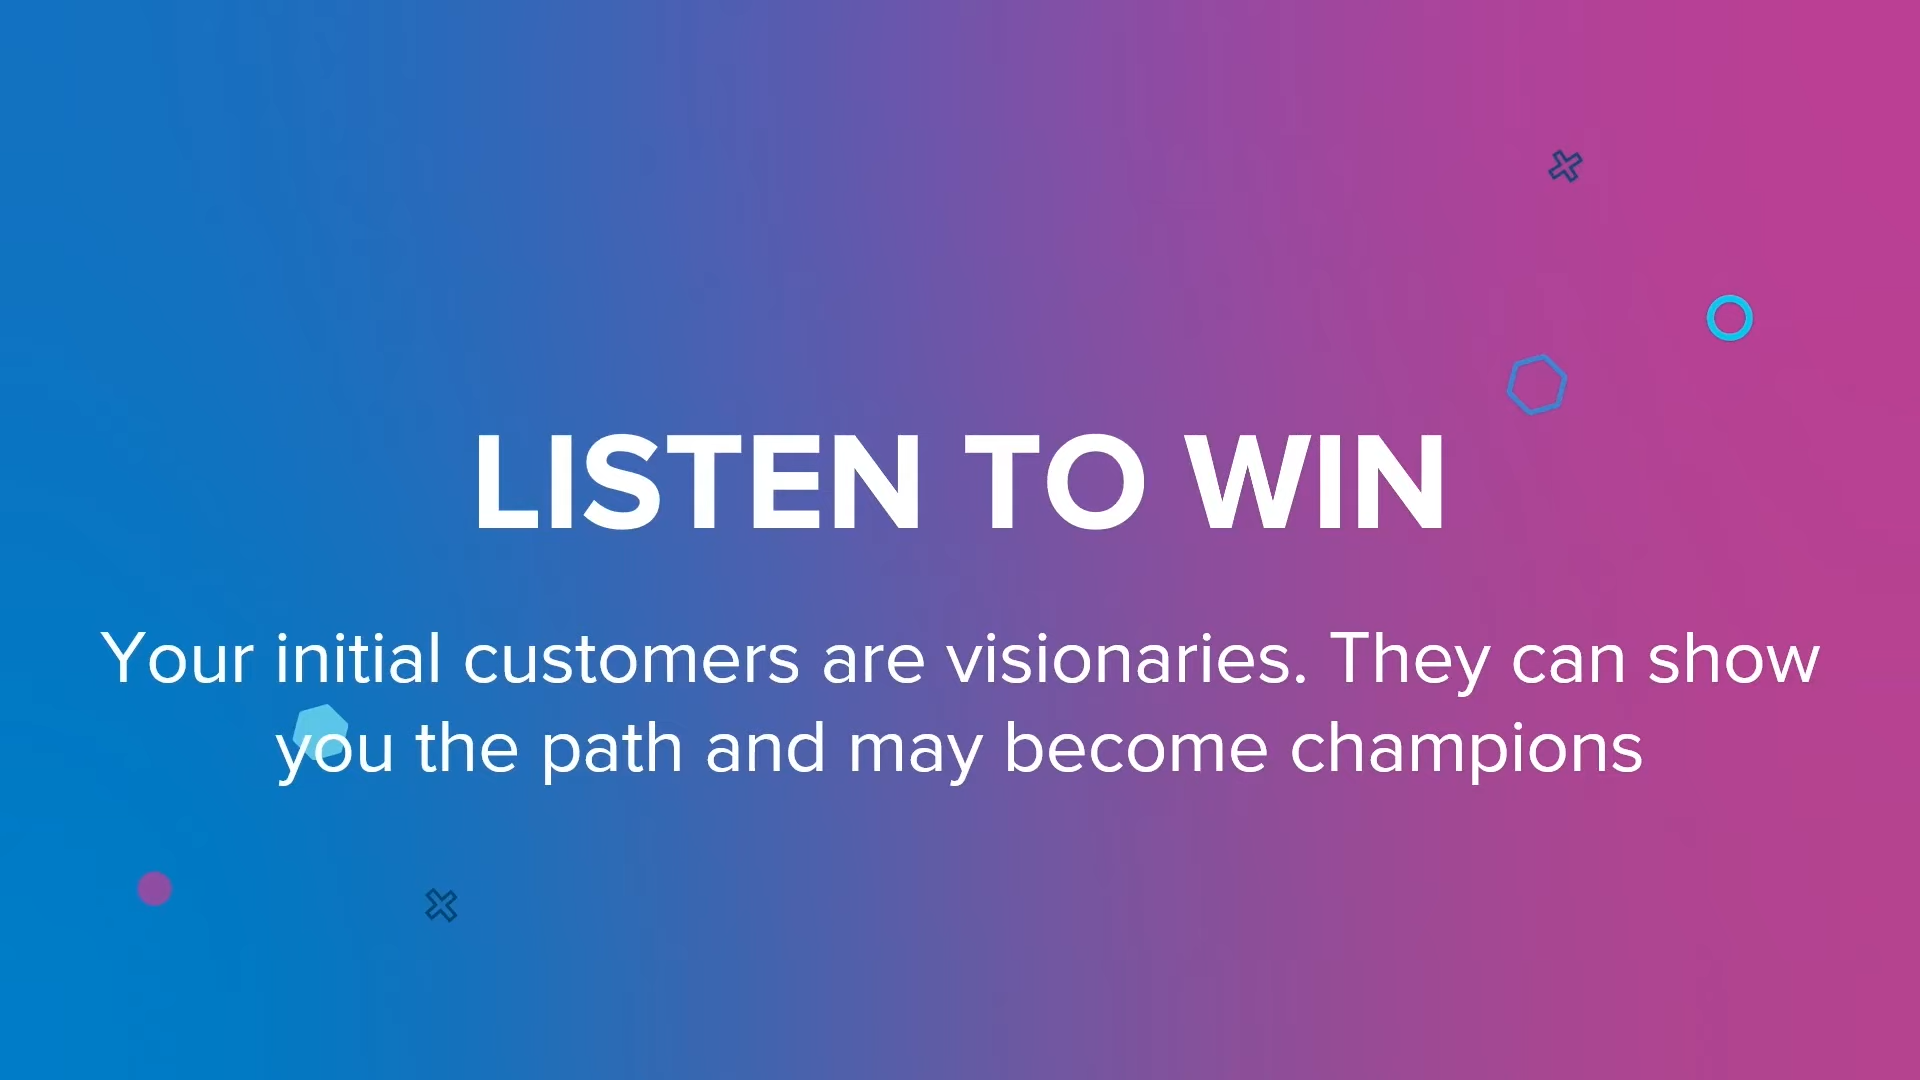 LISTEN TO WIN
Your initial customers are visionaries. They can show
you the path and may become champions